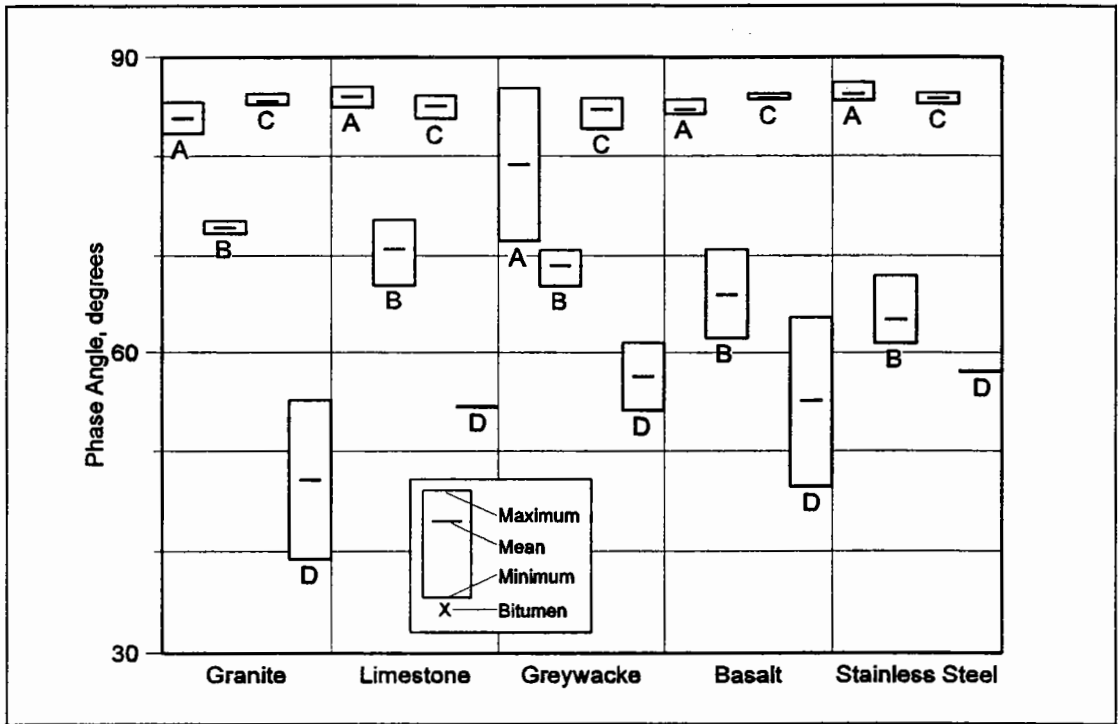 Phase Angle, degrees
90
60
30
A
B
C
D
A
B
C
D
A
B
C
D
A
B
C
D
A
B
C
D
Maximum
Mean
Minimum
X Bitumen
Granite Limestone Greywacke Basalt Stainless Steel